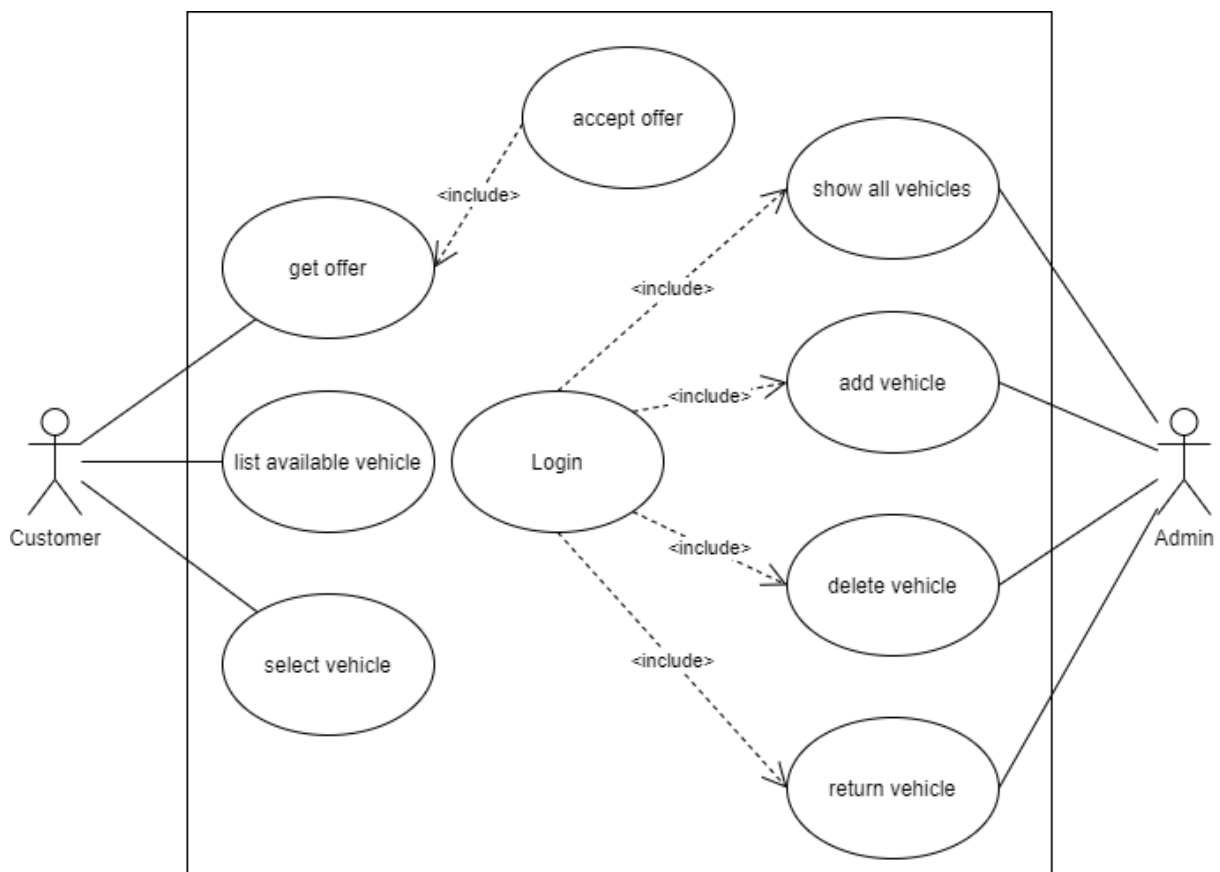 accept offer
show all vehicles
<include>
get offer
<include>
add vehicle
<include>
list available vehicle
Login
Customer
Admin
<include>
delete vehicle
select vehicle
<include>
return vehicle